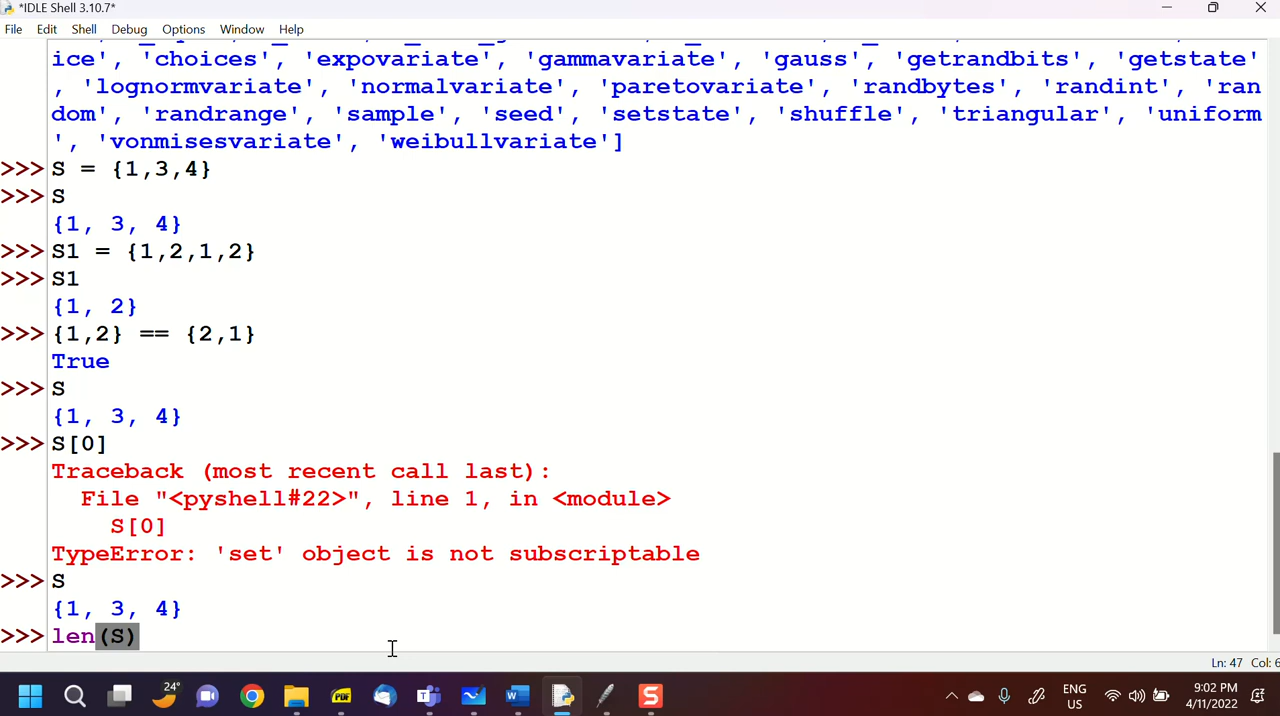 *IDLE Shell 3.10.7*
File Edit Shell Debug Options Window Help
ice', 'choices', 'expovariate', 'gammavariate', 'gauss', 'getrandbits', 'getstate'
, 'lognormvariate', 'normalvariate', 'paretovariate', 'randbytes', 'randint', 'ran
dom', 'randrange', 'sample', 'seed', 'setstate', 'shuffle', 'triangular', 'uniform
', 'vonmisesvariate', 'weibullvariate']
>>> S = {1,3,4}
>>> S
{1, 3, 4}
>>> S1 = {1,2,1,2}
>>> S1
{1, 2}
>>> {1,2} == {2,1}
True
>>> S
{1, 3, 4}
>>> S[0]
Traceback (most recent call last):
File "<pyshell#22>", line 1, in <module>
S[0]
TypeError: 'set' object is not subscriptable
>>> S
{1, 3, 4}
>>> len(S)
Ln: 47 Col: 6
24°
PDF
ENG
US
9:02 PM
4/11/2022